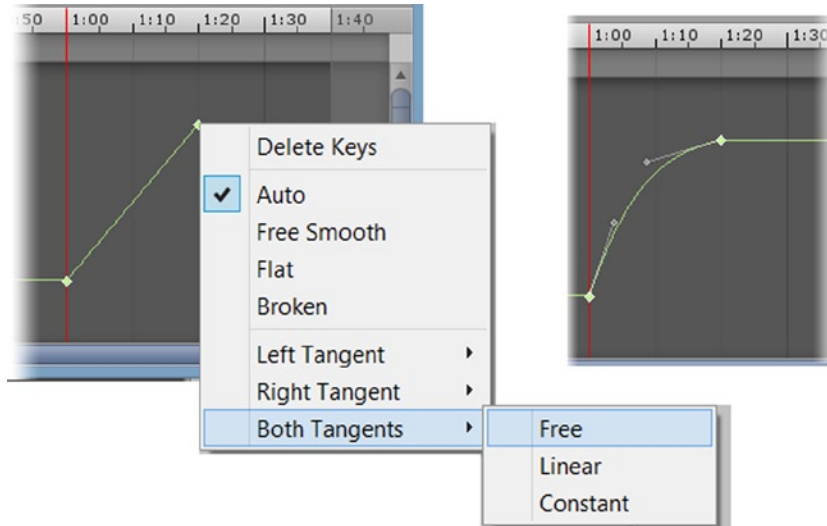 :50 1:00 1:10 1:20 1:30 1:40
1:00 1:10 1:20 1:30
Delete Keys
Auto
Free Smooth
Flat
Broken
Left Tangent
Right Tangent
Both Tangents
Free
Linear
Constant